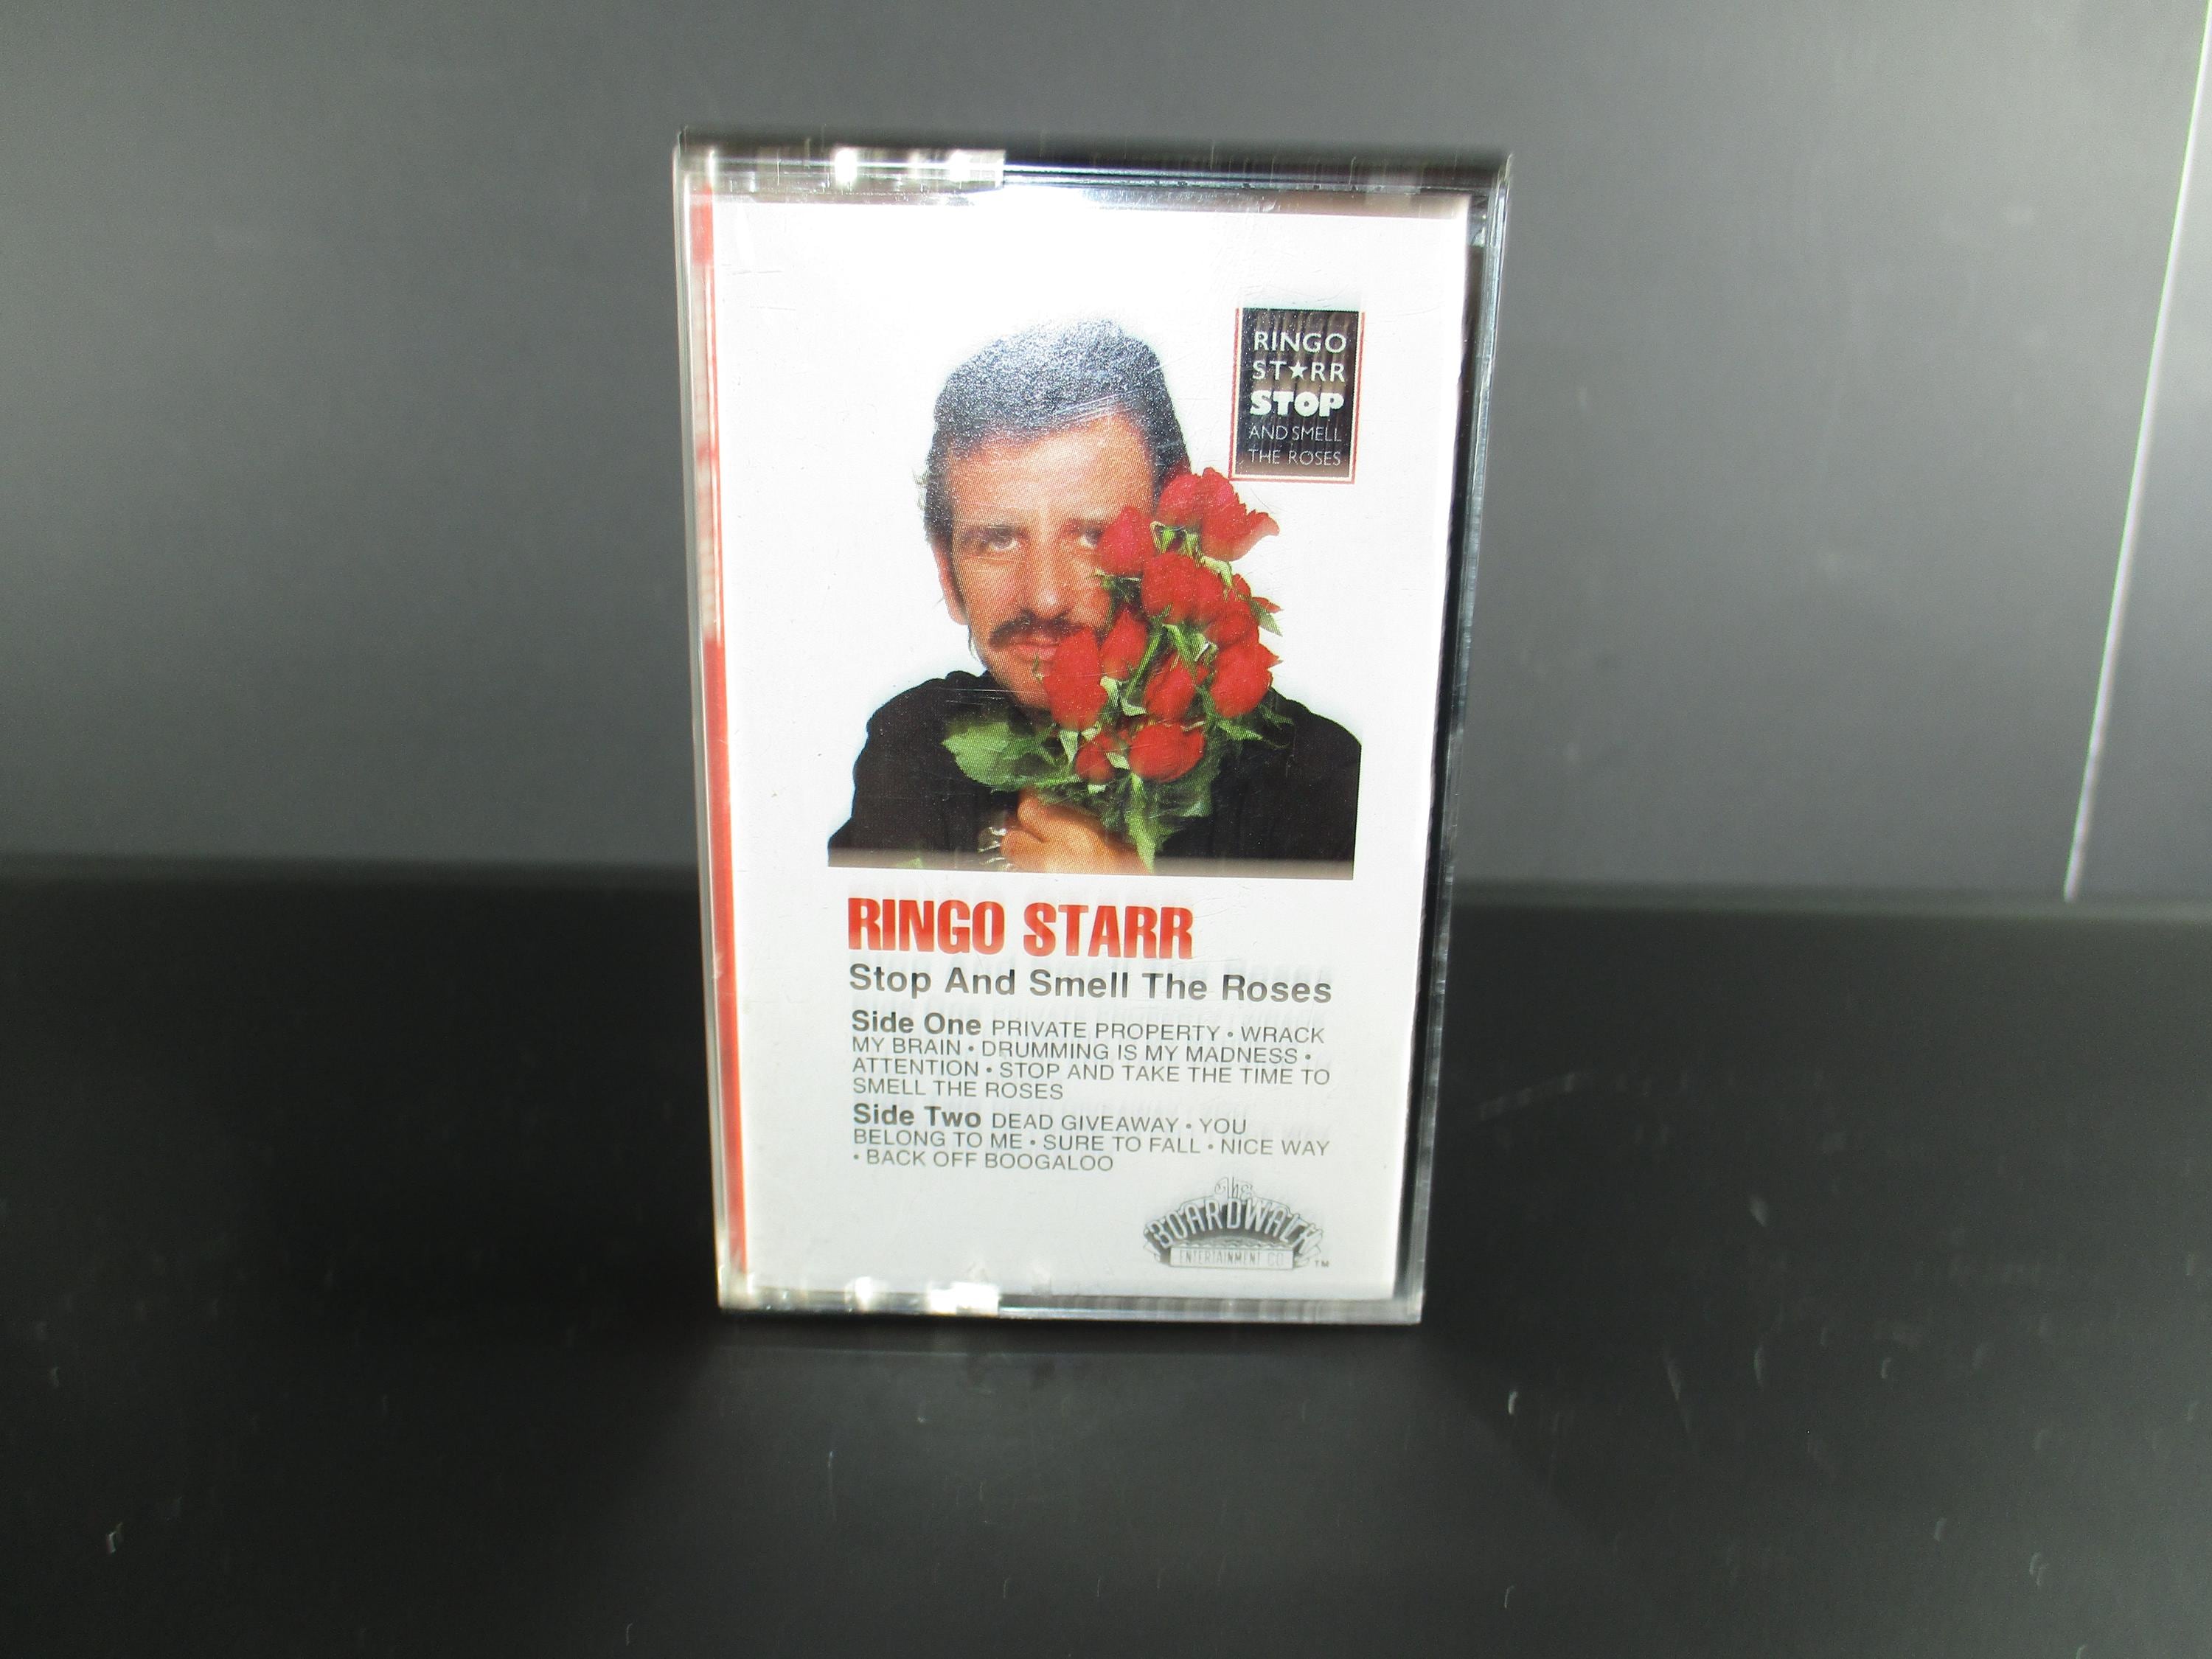 RINGO
ST★RR
STOP
AND SMELL
THE ROSES
RINGO STARR
Stop And Smell The Roses
Side One PRIVATE PROPERTY • WRACK
MY BRAIN • DRUMMING IS MY MADNESS •
ATTENTION • STOP AND TAKE THE TIME TO
SMELL THE ROSES
Side Two DEAD GIVEAWAY • YOU
BELONG TO ME • SURE TO FALL • NICE WAY
• BACK OFF BOOGALOO
The
BOARDWALK
ENTERTAINMENT CO
TM